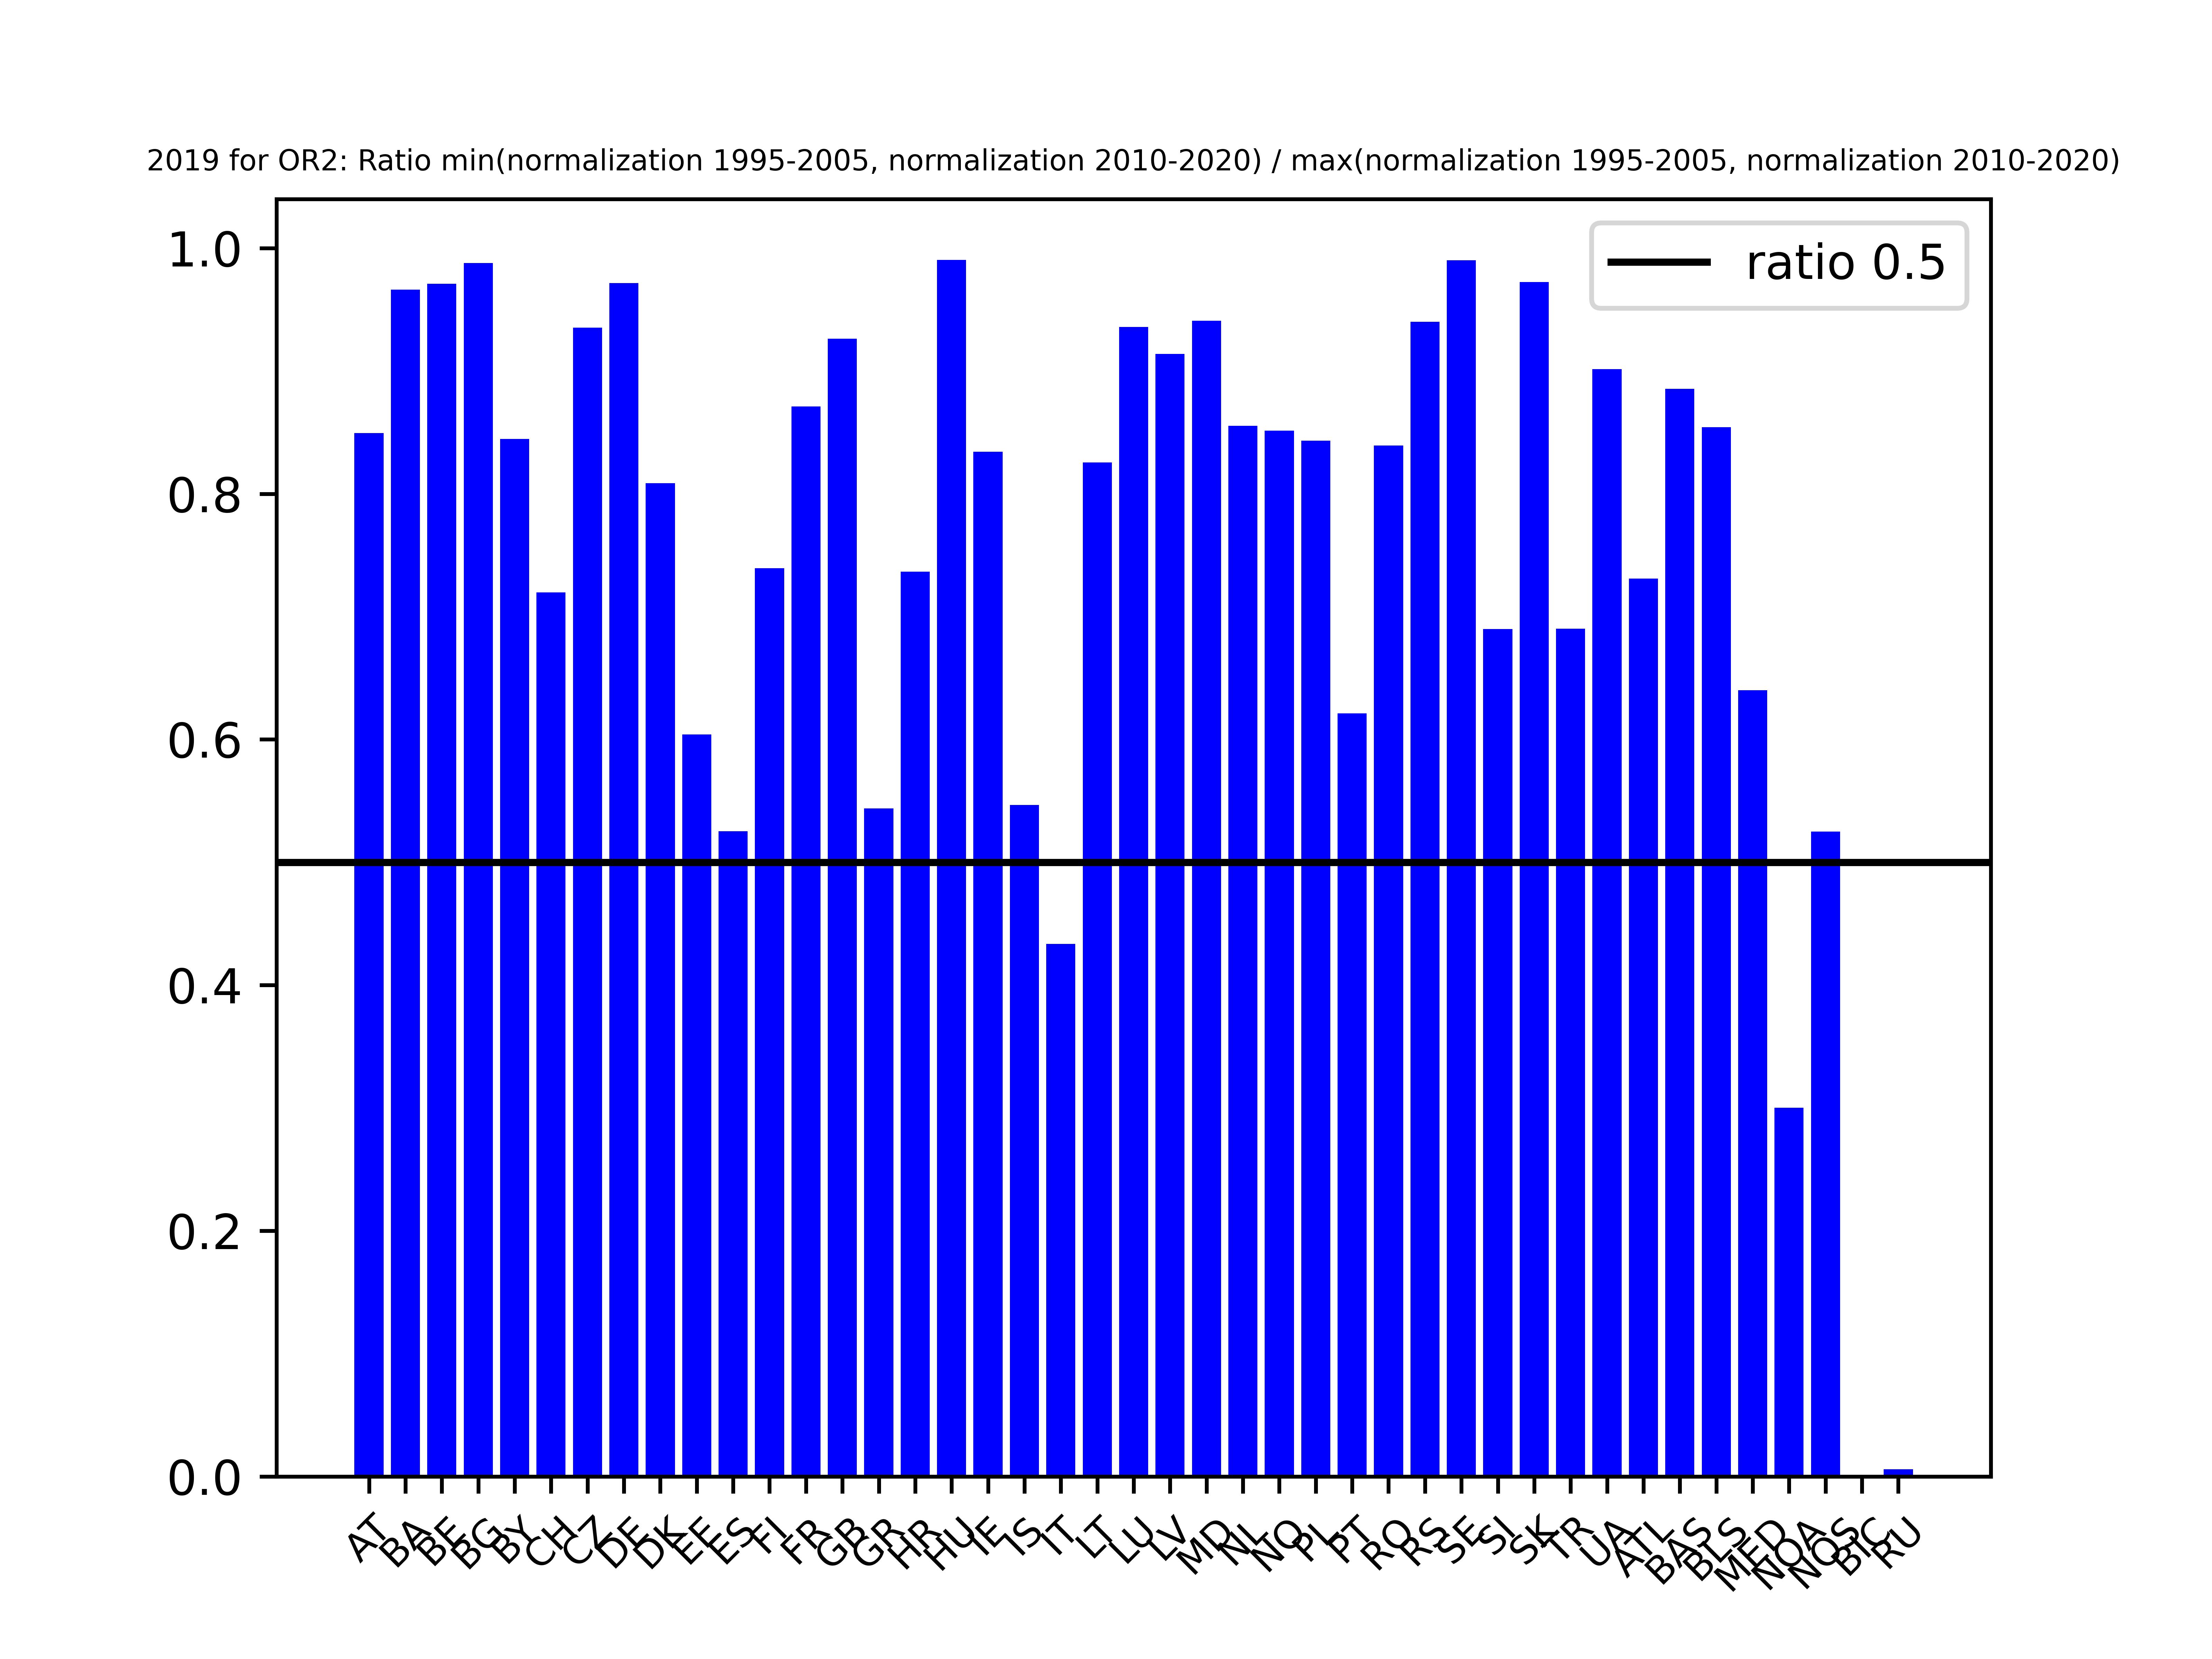 2019 for OR2: Ratio min(normalization 1995-2005, normalization 2010-2020) / max(normalization 1995-2005, normalization 2010-2020)
ratio 0.5
1.0
0.8
0.6
0.4
0.2
0.0
AT BA BE BG BY CH CZ DE DK EE ES FI FR GB GR HR HU IE IS IT LT LU LV MD NL NO PL PT RO RS SE SI SK TR UA ATL BAS BLS MED NOA NOS BIC RU